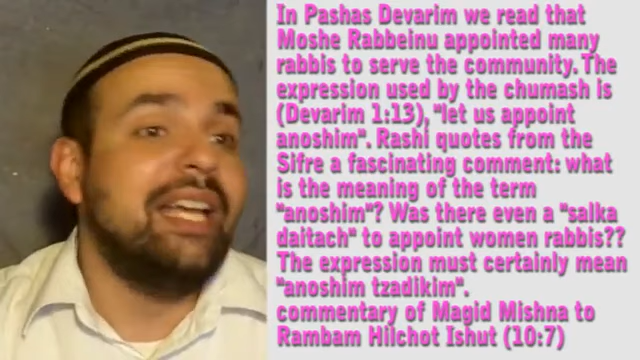 In Pashas Devarim we read that
Moshe Rabbeinu appointed many
rabbis to serve the community. The
expression used by the chumash is
(Devarim 1:13), "let us appoint
anoshim". Rashi quotes from the
Sifre a fascinating comment: what
is the meaning of the term
"anoshim"? Was there even a "salka
daitach" to appoint women rabbis??
The expression must certainly mean
"anoshim tzadikim".
commentary of Magid Mishna to
Rambam Hilchot Ishut (10:7)